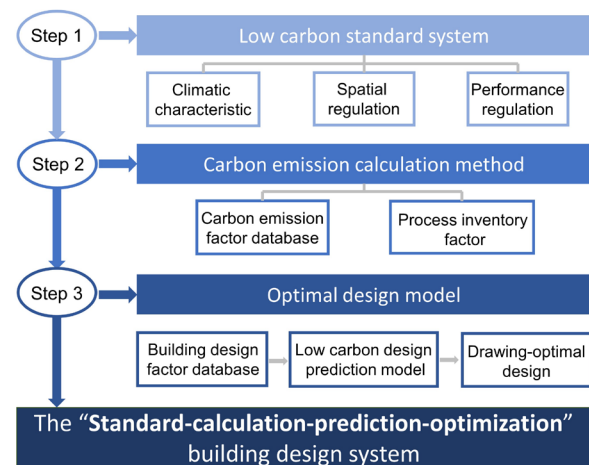 Step 1
Low carbon standard system
Climatic
characteristic
Spatial
regulation
Performance
regulation
Step 2
Carbon emission calculation method
Carbon emission
factor database
Process inventory
factor
Step 3
Optimal design model
Building design
factor database
Low carbon design
prediction model
Drawing-optimal
design
The “Standard-calculation-prediction-optimization”
building design system